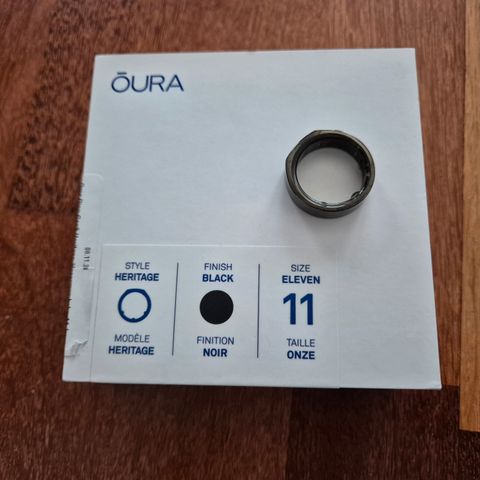 ŌURA
STYLE
HERITAGE
MODÈLE
HERITAGE
FINISH
BLACK
FINITION
NOIR
SIZE
ELEVEN
11
TAILLE
ONZE